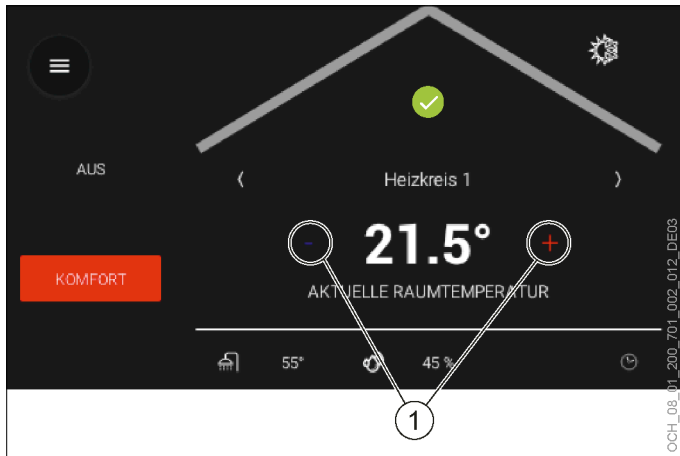 AUS
‹ Heizkreis 1 ›
- 21.5° +
KOMFORT
AKTUELLE RAUMTEMPERATUR
55° 45 %
1
OCH_08_01_200_701_002_012_DE03